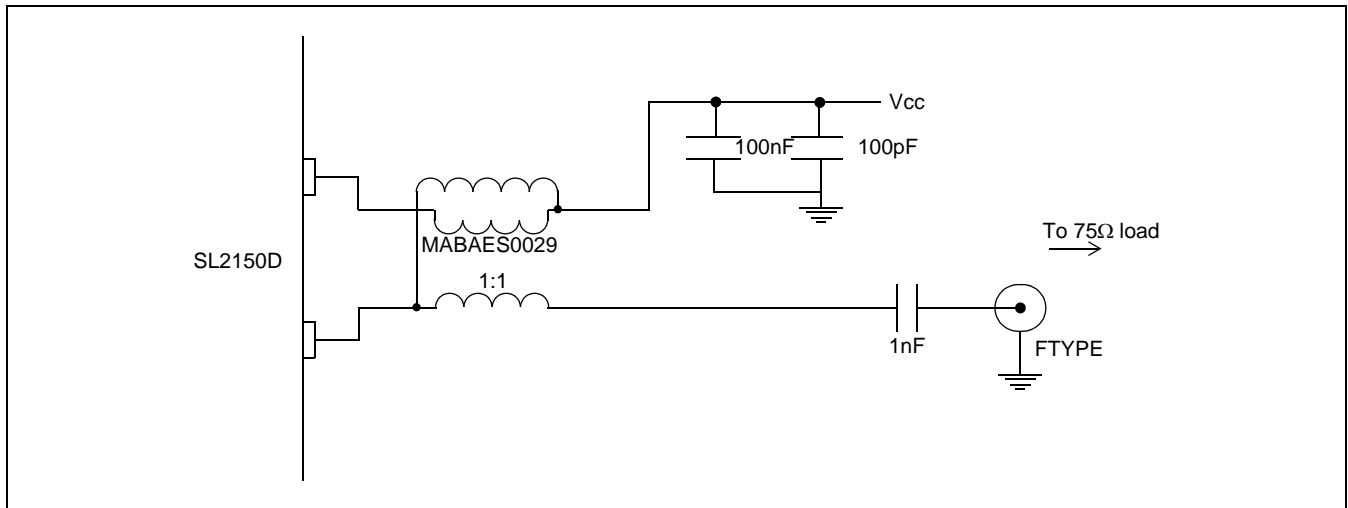 Vcc
100nF
100pF
MABAES0029
To 75Ω load
SL2150D
1:1
1nF
FTYPE